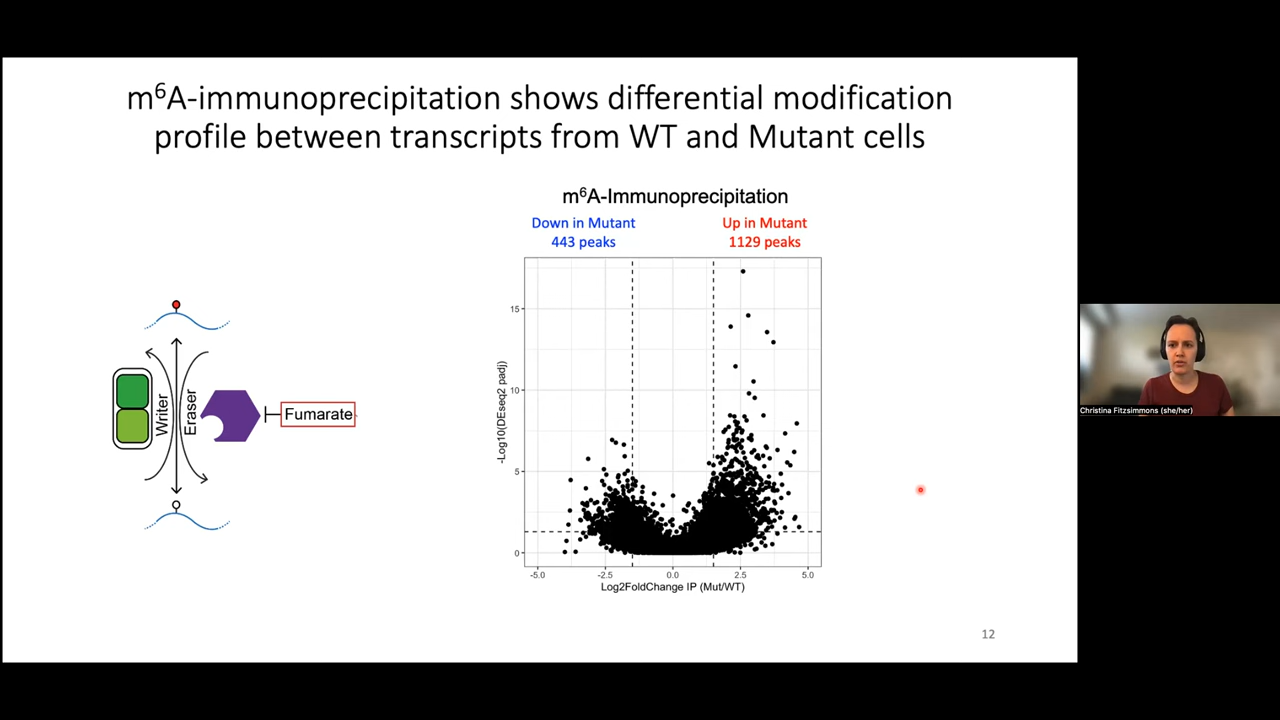 m⁶A-immunoprecipitation shows differential modification
profile between transcripts from WT and Mutant cells
m⁶A-Immunoprecipitation
Down in Mutant
443 peaks
Up in Mutant
1129 peaks
Writer
Eraser
Fumarate
-Log10(DEseq2 padj)
15
10
5
0
-5.0
-2.5
0.0
2.5
5.0
Log2FoldChange IP (Mut/WT)
12
Christina Fitzsimmons (she/her)